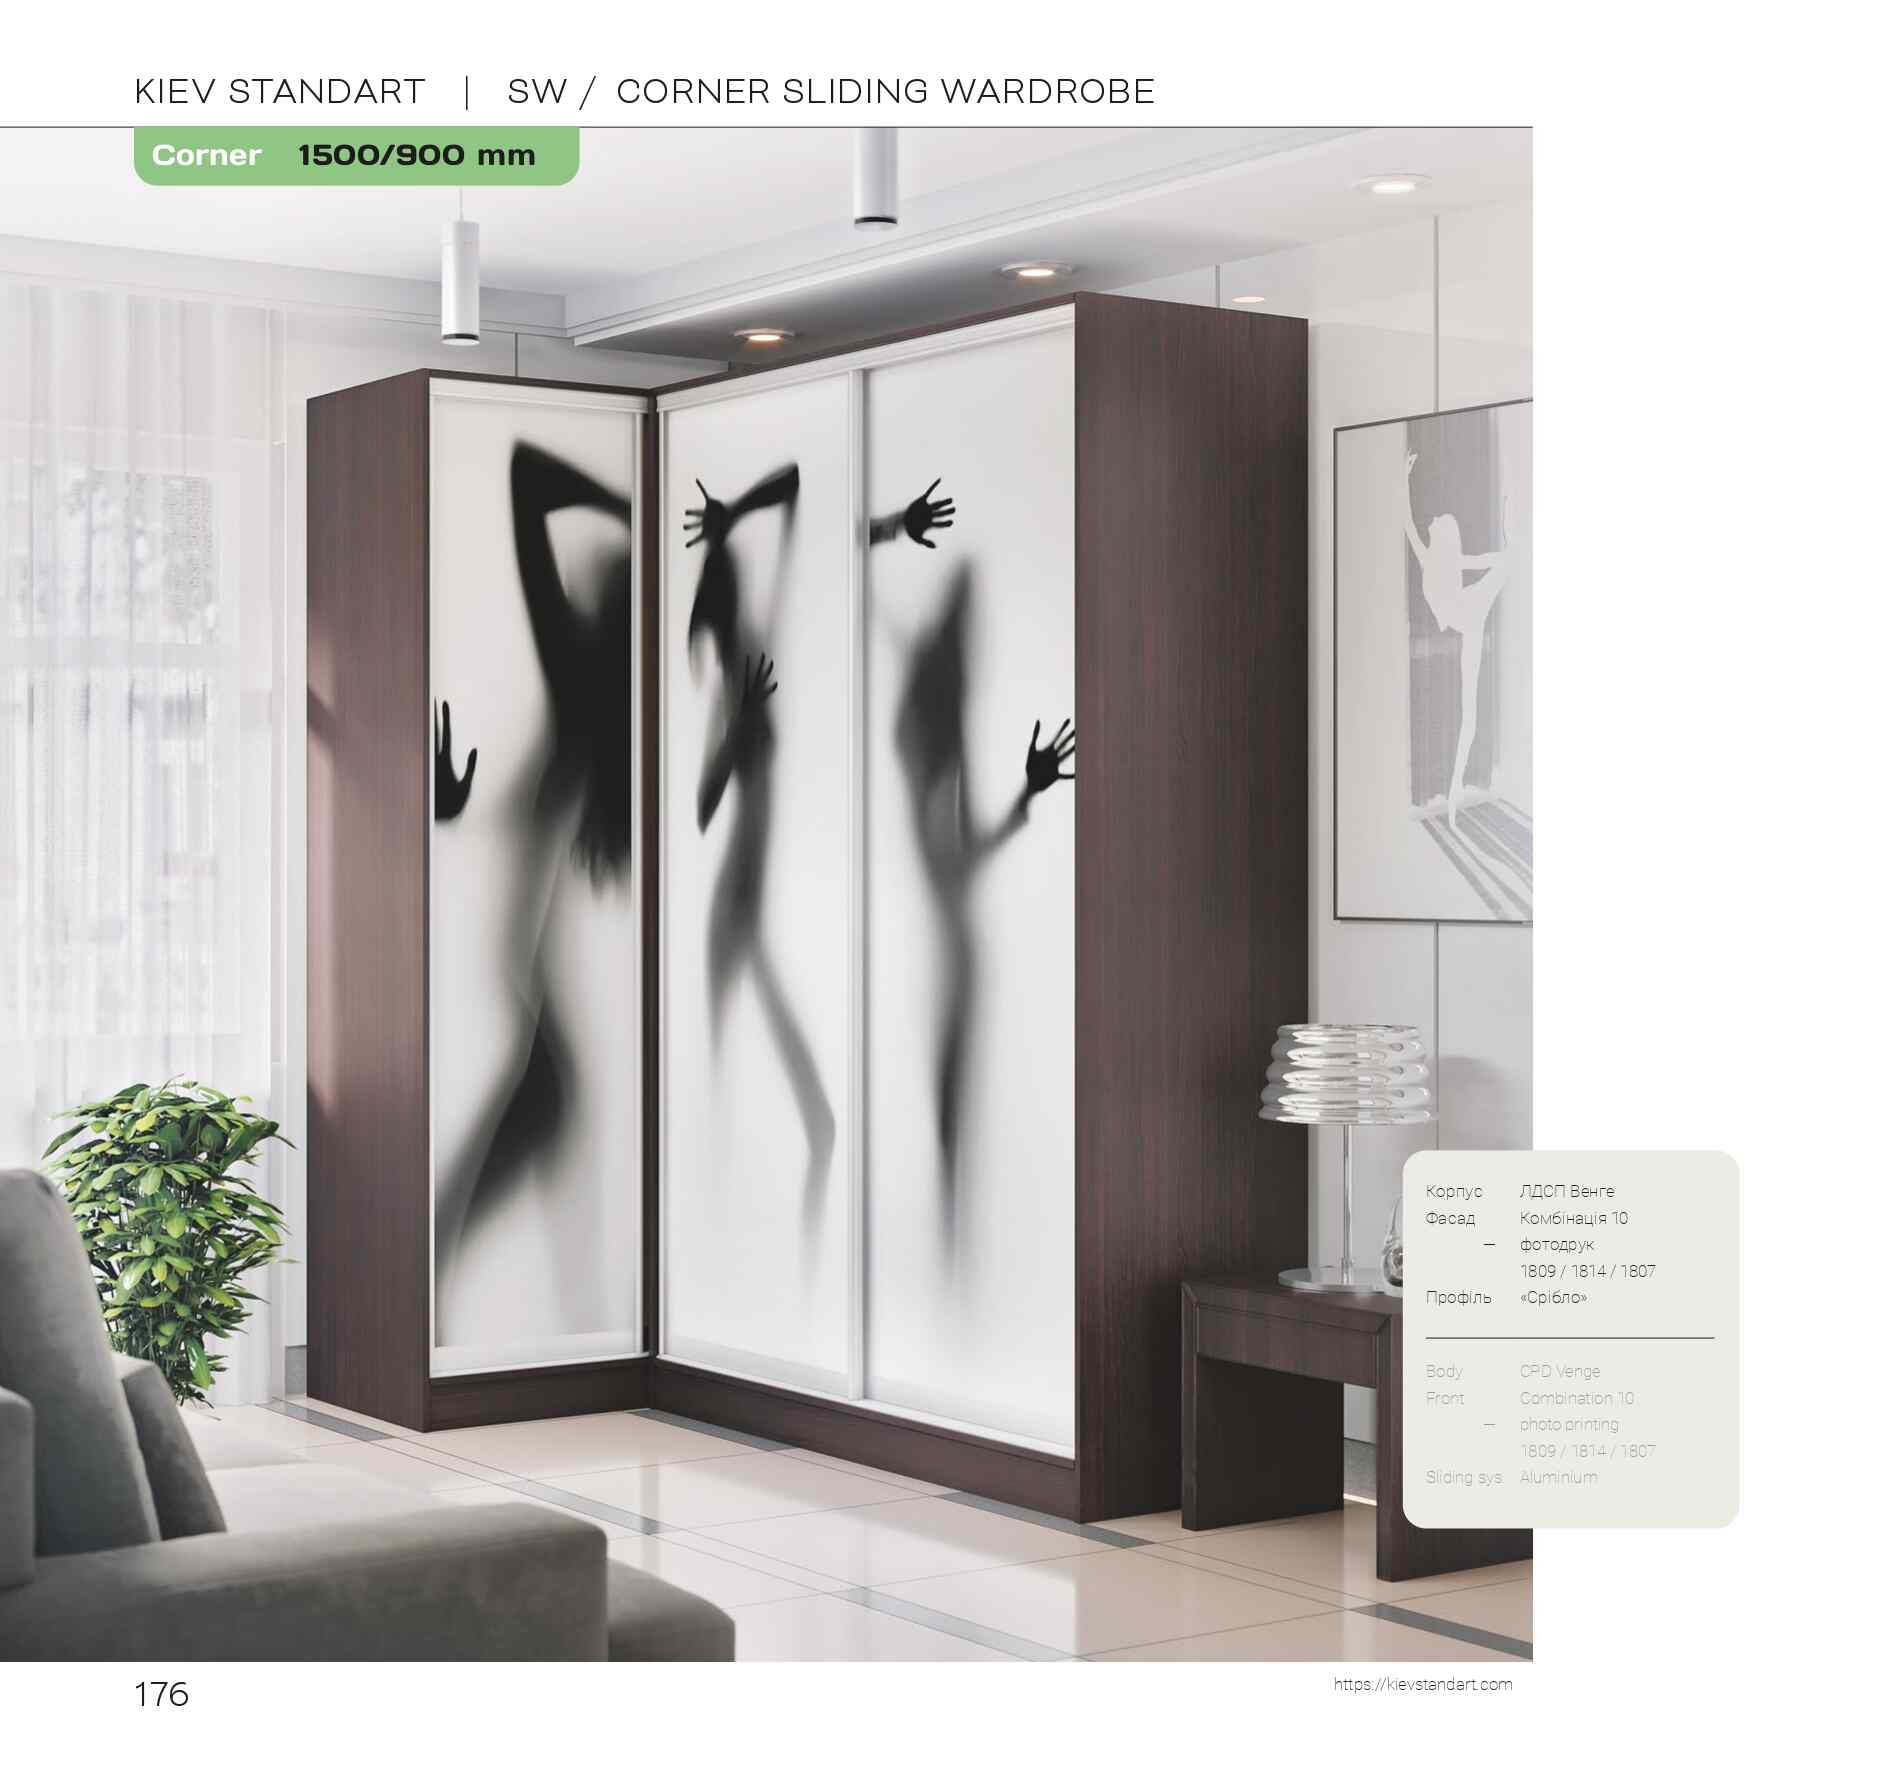 KIEV STANDART | SW / CORNER SLIDING WARDROBE
Corner 1500/900 mm
Корпус ЛДСП Венге
Фасад Комбінація 10
– фотодрук
1809 / 1814 / 1807
Профіль «Срібло»
Body CPD Venge
Front Combination 10
– photo printing
1809 / 1814 / 1807
Sliding sys. Aluminium
176
https://kievstandart.com